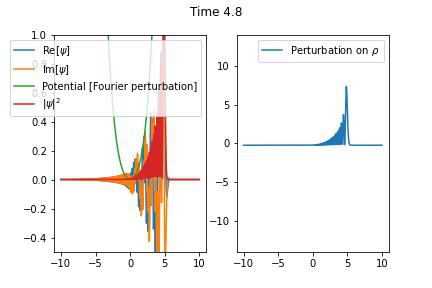 Time 4.8
Re[ψ]
Im[ψ]
Potential [Fourier perturbation]
|ψ|²
1.0
0.8
0.6
0.4
0.2
0.0
−0.2
−0.4
−10 −5 0 5 10
Perturbation on ρ
10
5
0
−5
−10
−10 −5 0 5 10